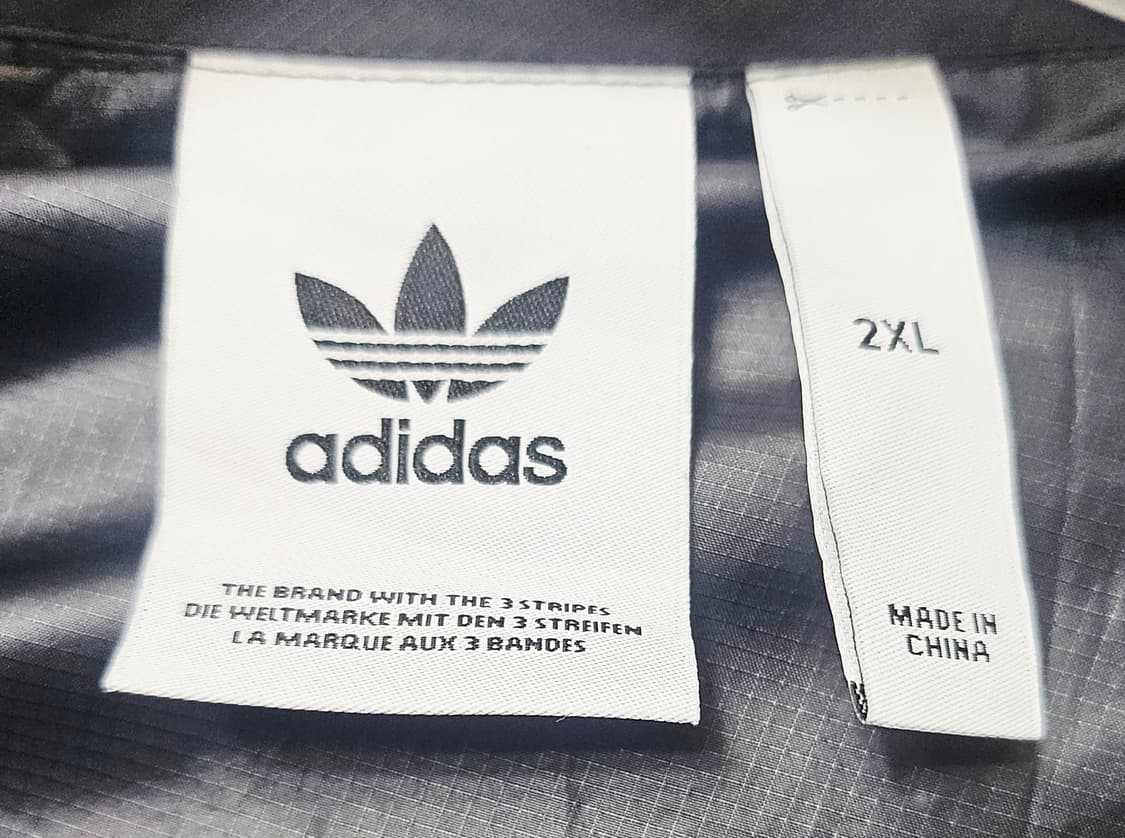 adidas
THE BRAND WITH THE 3 STRIPES
DIE WELTMARKE MIT DEN 3 STREIFEN
LA MARQUE AUX 3 BANDES
2XL
MADE IN
CHINA